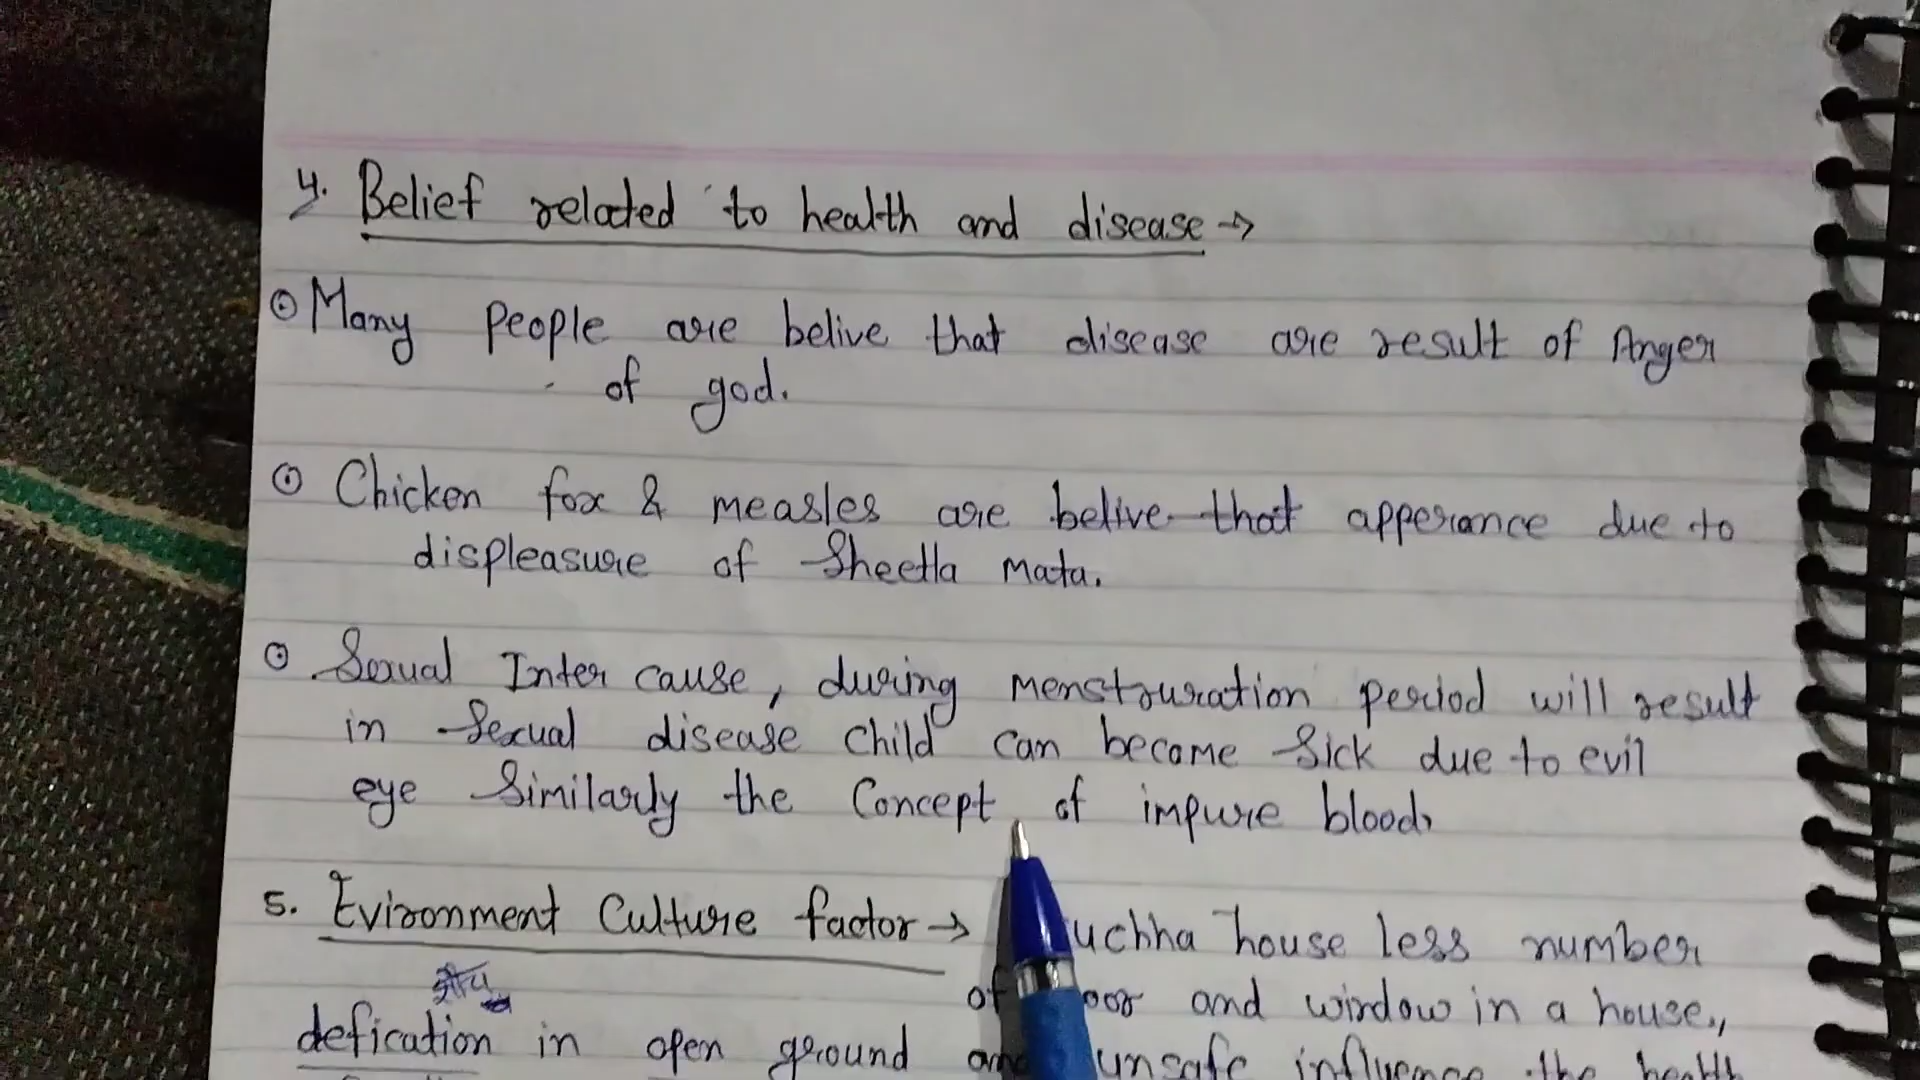 4. Belief related to health and disease →
⊙ Many people are belive that disease are result of Anger
of god.
⊙ Chicken fox & measles are belive that apperance due to
displeasure of Sheetla Mata.
⊙ Sexual Inter cause, during menstruration period will result
in Sexual disease child can become Sick due to evil
eye Similarly the Concept of impure blood.
5. Evironment Culture factor → house less number
of and window in a house,,
defication in open ground unsafe influence the health